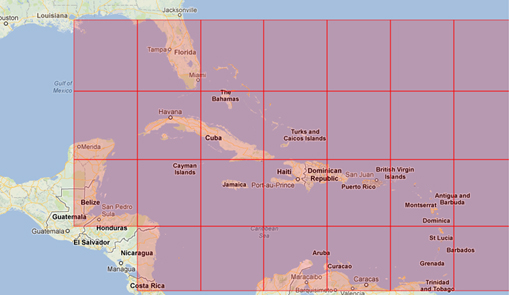 Jacksonville
Louisiana
ouston
Tampa
Florida
Gulf of
Mexico
Miami
The
Bahamas
Havana
Cuba
Turks and
Caicos Islands
Merida
Cayman
Islands
Haiti
Dominican
Republic
San Juan
British Virgin
Islands
Jamaica
Port-au-Prince
Puerto Rico
Belize
San Pedro
Sula
Antigua and
Barbuda
Montserrat
Guatemala
Dominica
Guatemala
Honduras
Caribbean
Sea
El Salvador
St Lucia
Nicaragua
Aruba
Barbados
Managua
Curacao
Grenada
Maracaibo
Caracas
Costa Rica
Barquisimeto
Valencia
Trinidad
and Tobago